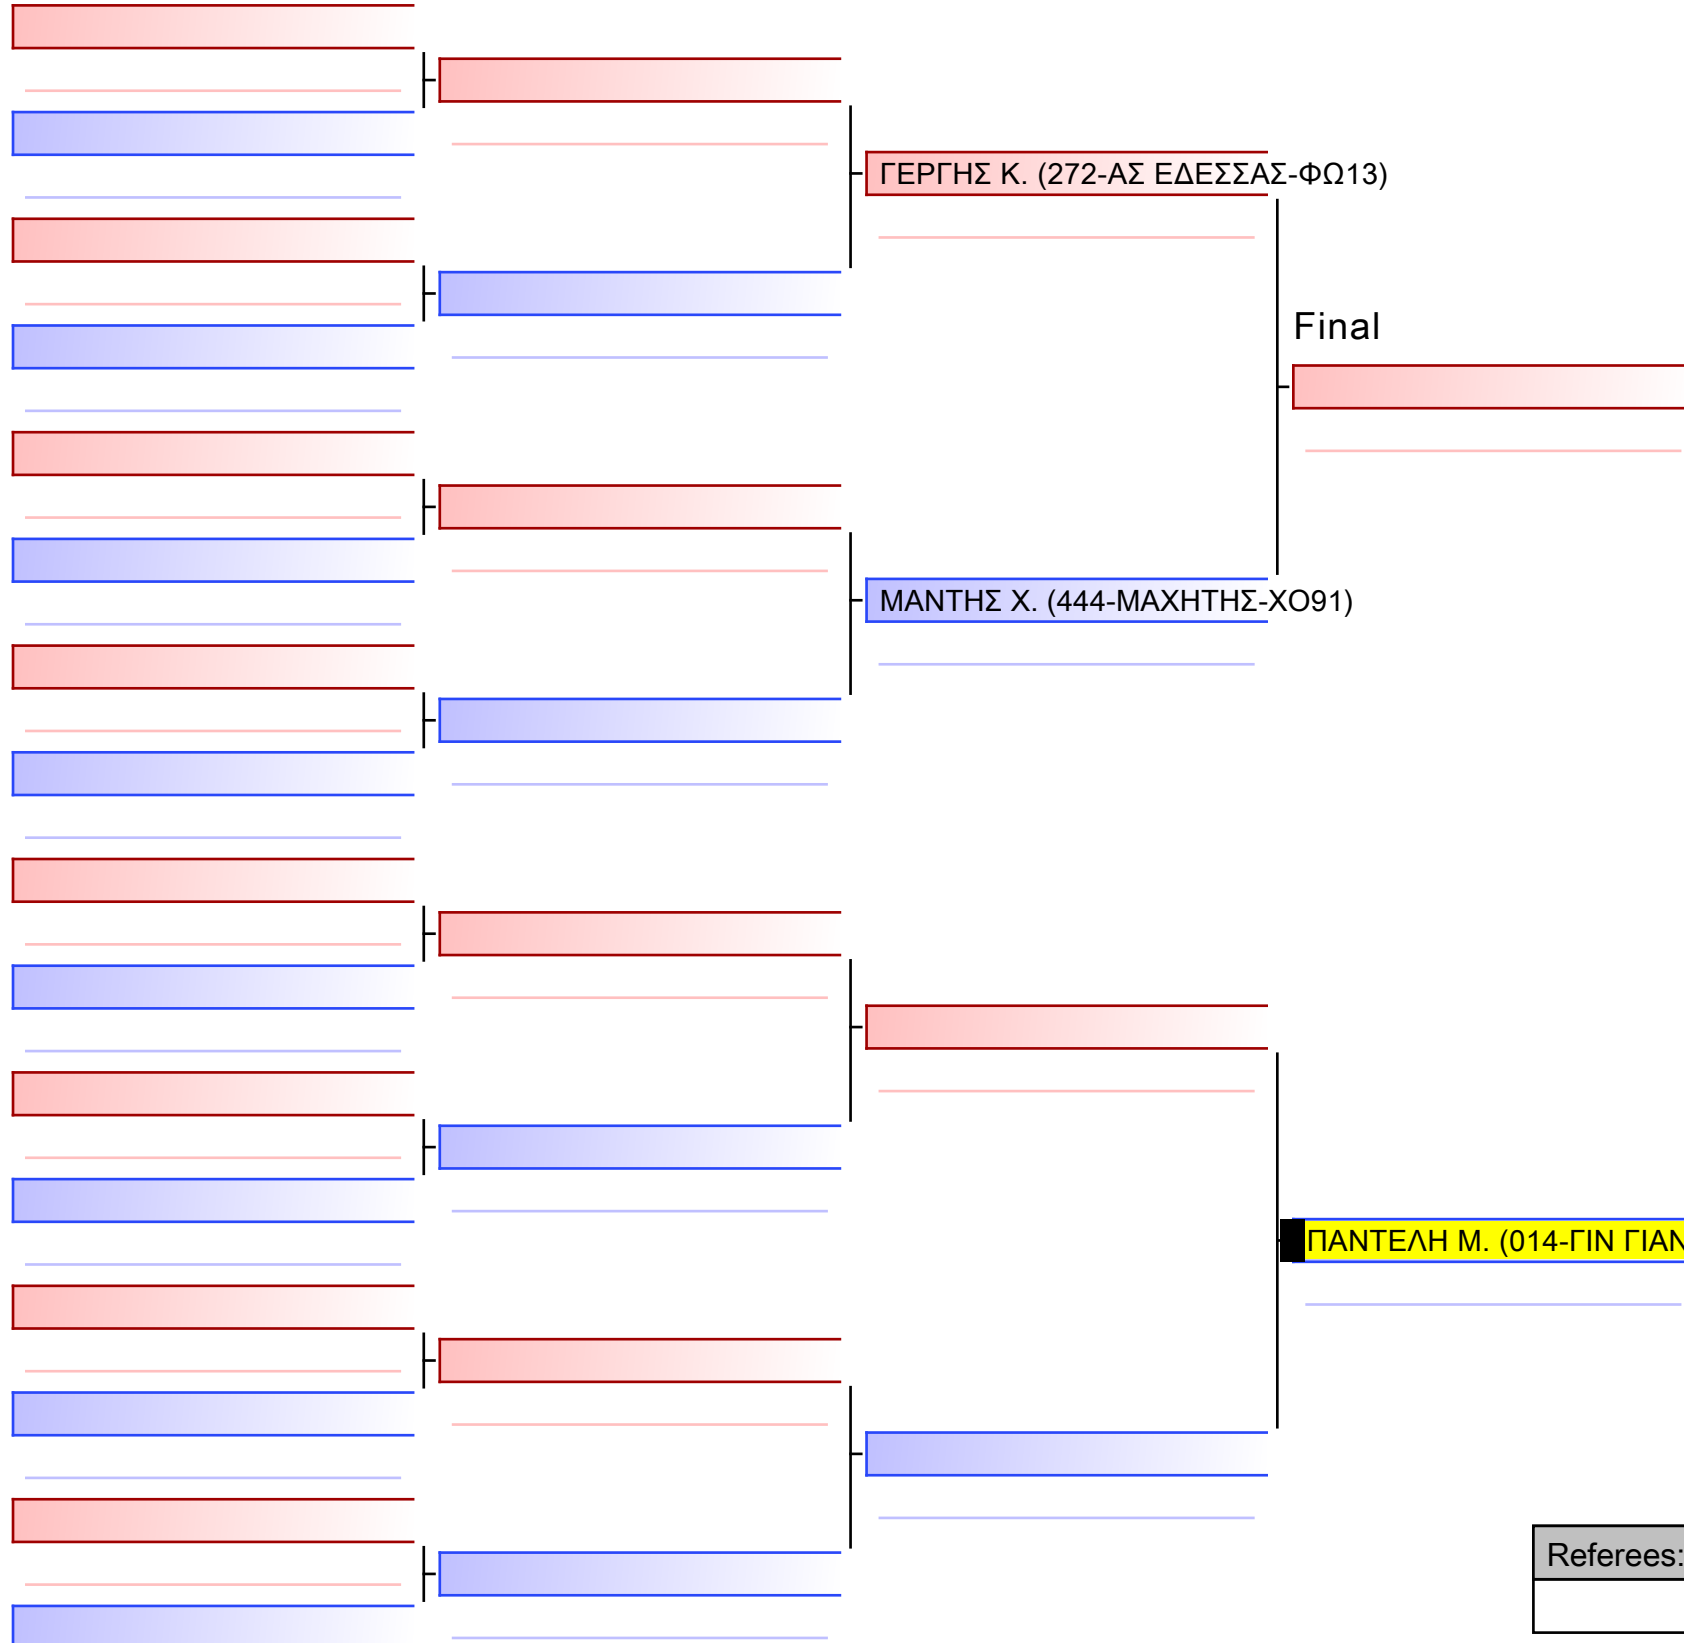 ΓΕΡΓΗΣ Κ. (272-ΑΣ ΕΔΕΣΣΑΣ-ΦΩ13)
Final
ΜΑΝΤΗΣ Χ. (444-ΜΑΧΗΤΗΣ-ΧΟ91)
ΠΑΝΤΕΛΗ Μ. (014-ΓΙΝ ΓΙΑΝ
Referees: